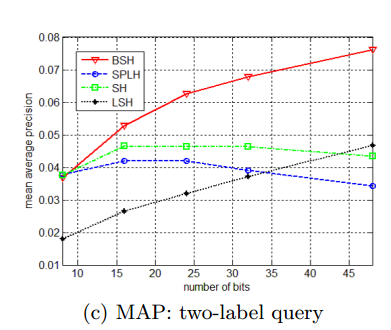 0.08
0.07
0.06
0.05
0.04
0.03
0.02
0.01
mean average precision
BSH
SPLH
SH
LSH
10 15 20 25 30 35 40 45
number of bits
(c) MAP: two-label query